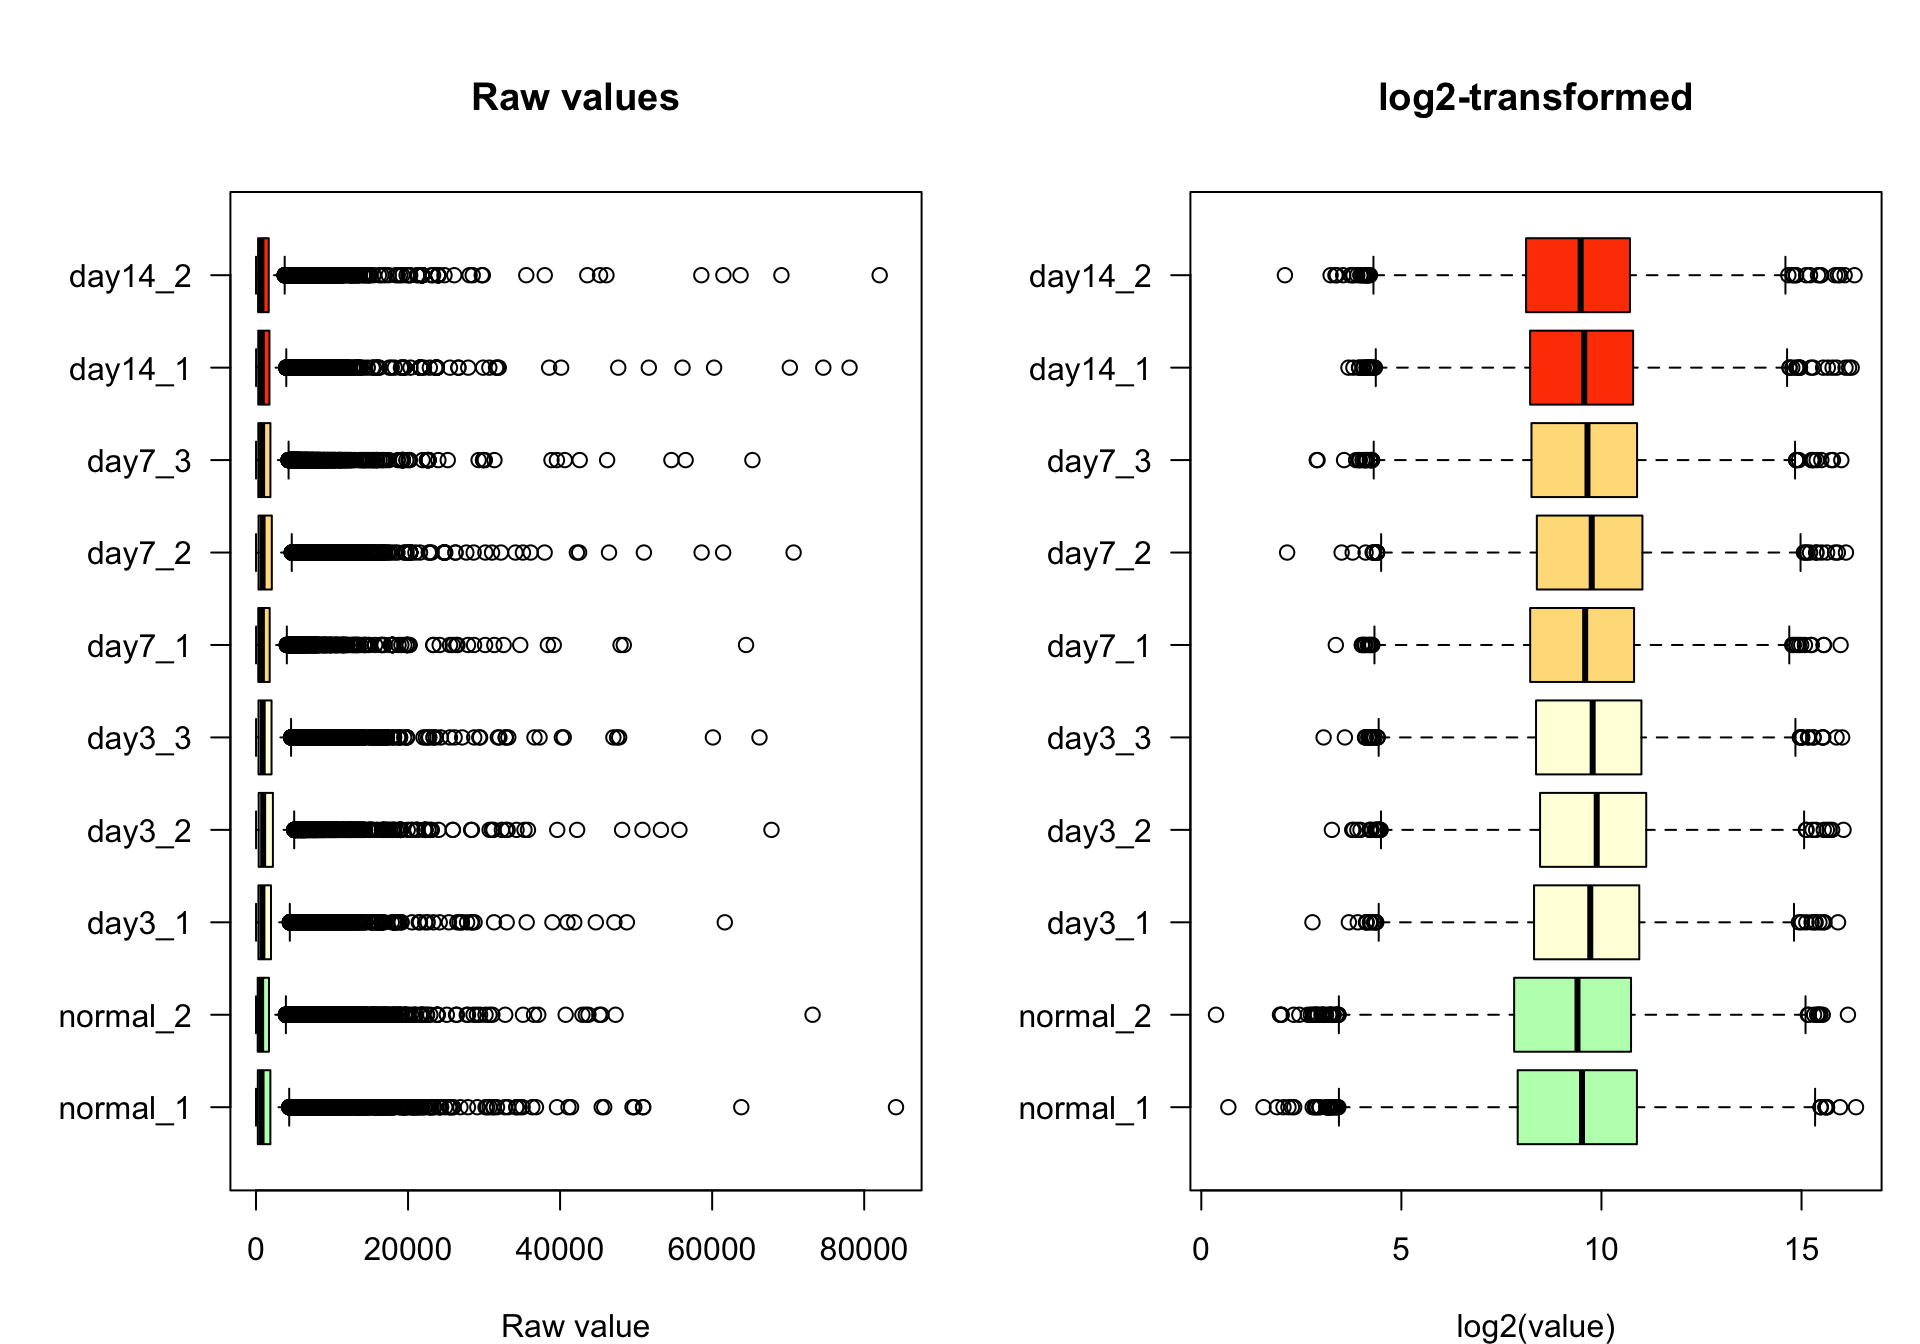 Raw values
day14_2
day14_1
day7_3
day7_2
day7_1
day3_3
day3_2
day3_1
normal_2
normal_1
0 20000 40000 60000 80000
Raw value
log2-transformed
day14_2
day14_1
day7_3
day7_2
day7_1
day3_3
day3_2
day3_1
normal_2
normal_1
0 5 10 15
log2(value)